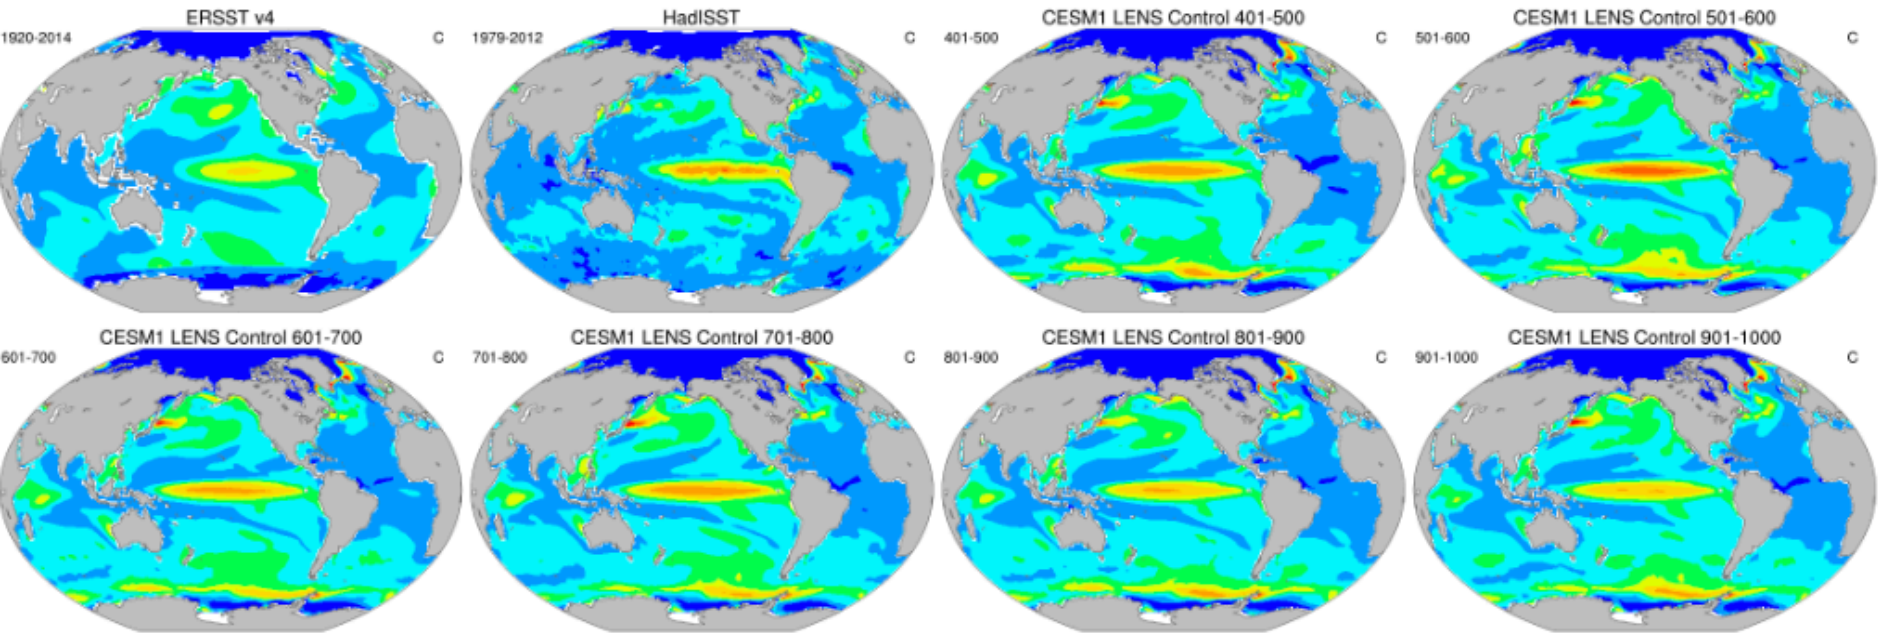 ERSST v4
1920-2014 C
HadISST
1979-2012 C
CESM1 LENS Control 401-500
401-500 C
CESM1 LENS Control 501-600
501-600 C
CESM1 LENS Control 601-700
601-700 C
CESM1 LENS Control 701-800
701-800 C
CESM1 LENS Control 801-900
801-900 C
CESM1 LENS Control 901-1000
901-1000 C